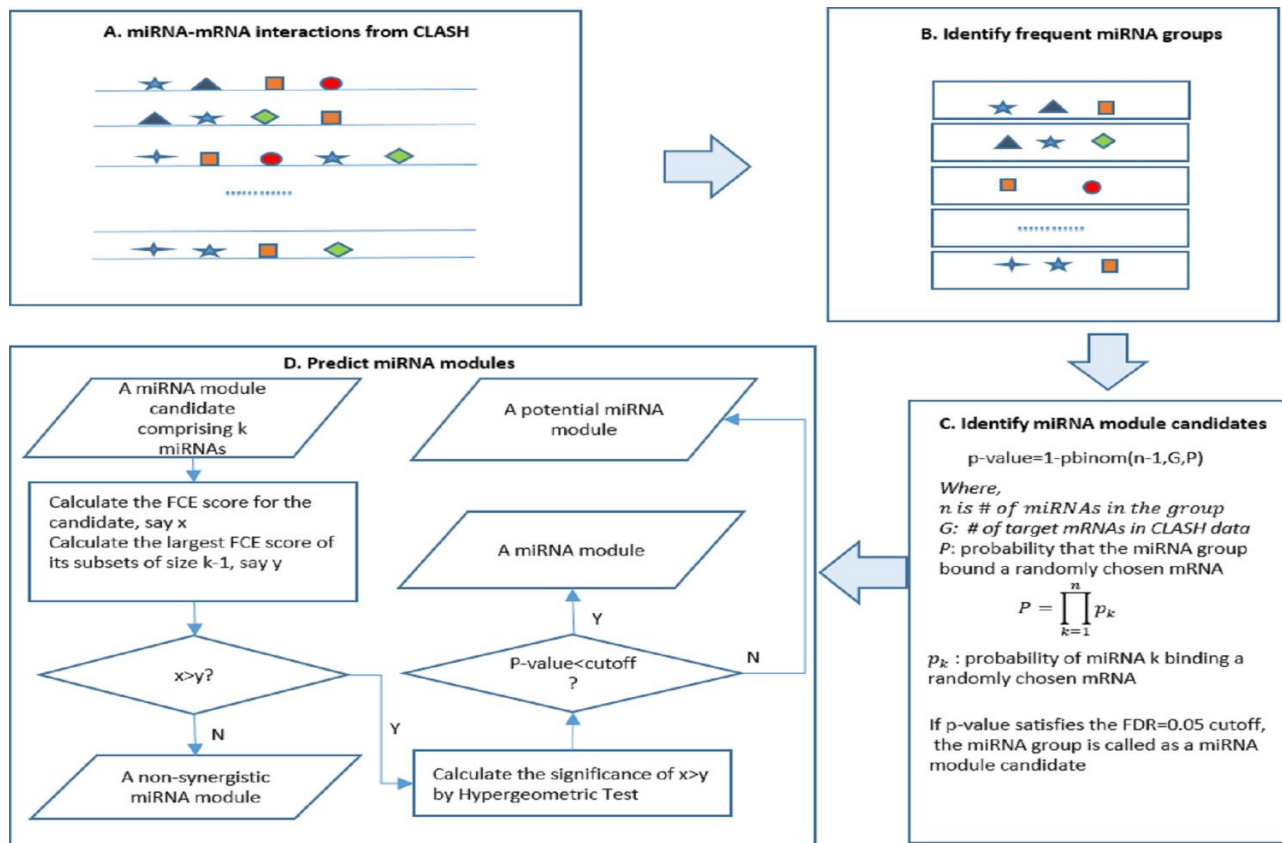 A. miRNA-mRNA interactions from CLASH
B. Identify frequent miRNA groups
C. Identify miRNA module candidates
p-value=1-pbinom(n-1,G,P)
Where,
n is # of miRNAs in the group
G: # of target mRNAs in CLASH data
P: probability that the miRNA group
bound a randomly chosen mRNA
P = ∏ₖ₌₁ⁿ pₖ
pₖ : probability of miRNA k binding a
randomly chosen mRNA
If p-value satisfies the FDR=0.05 cutoff,
the miRNA group is called as a miRNA
module candidate
D. Predict miRNA modules
A miRNA module
candidate
comprising k
miRNAs
Calculate the FCE score for the
candidate, say x
Calculate the largest FCE score of
its subsets of size k-1, say y
x>y?
N
A non-synergistic
miRNA module
Y
Calculate the significance of x>y
by Hypergeometric Test
P-value<cutoff
?
Y
A miRNA module
N
A potential miRNA
module